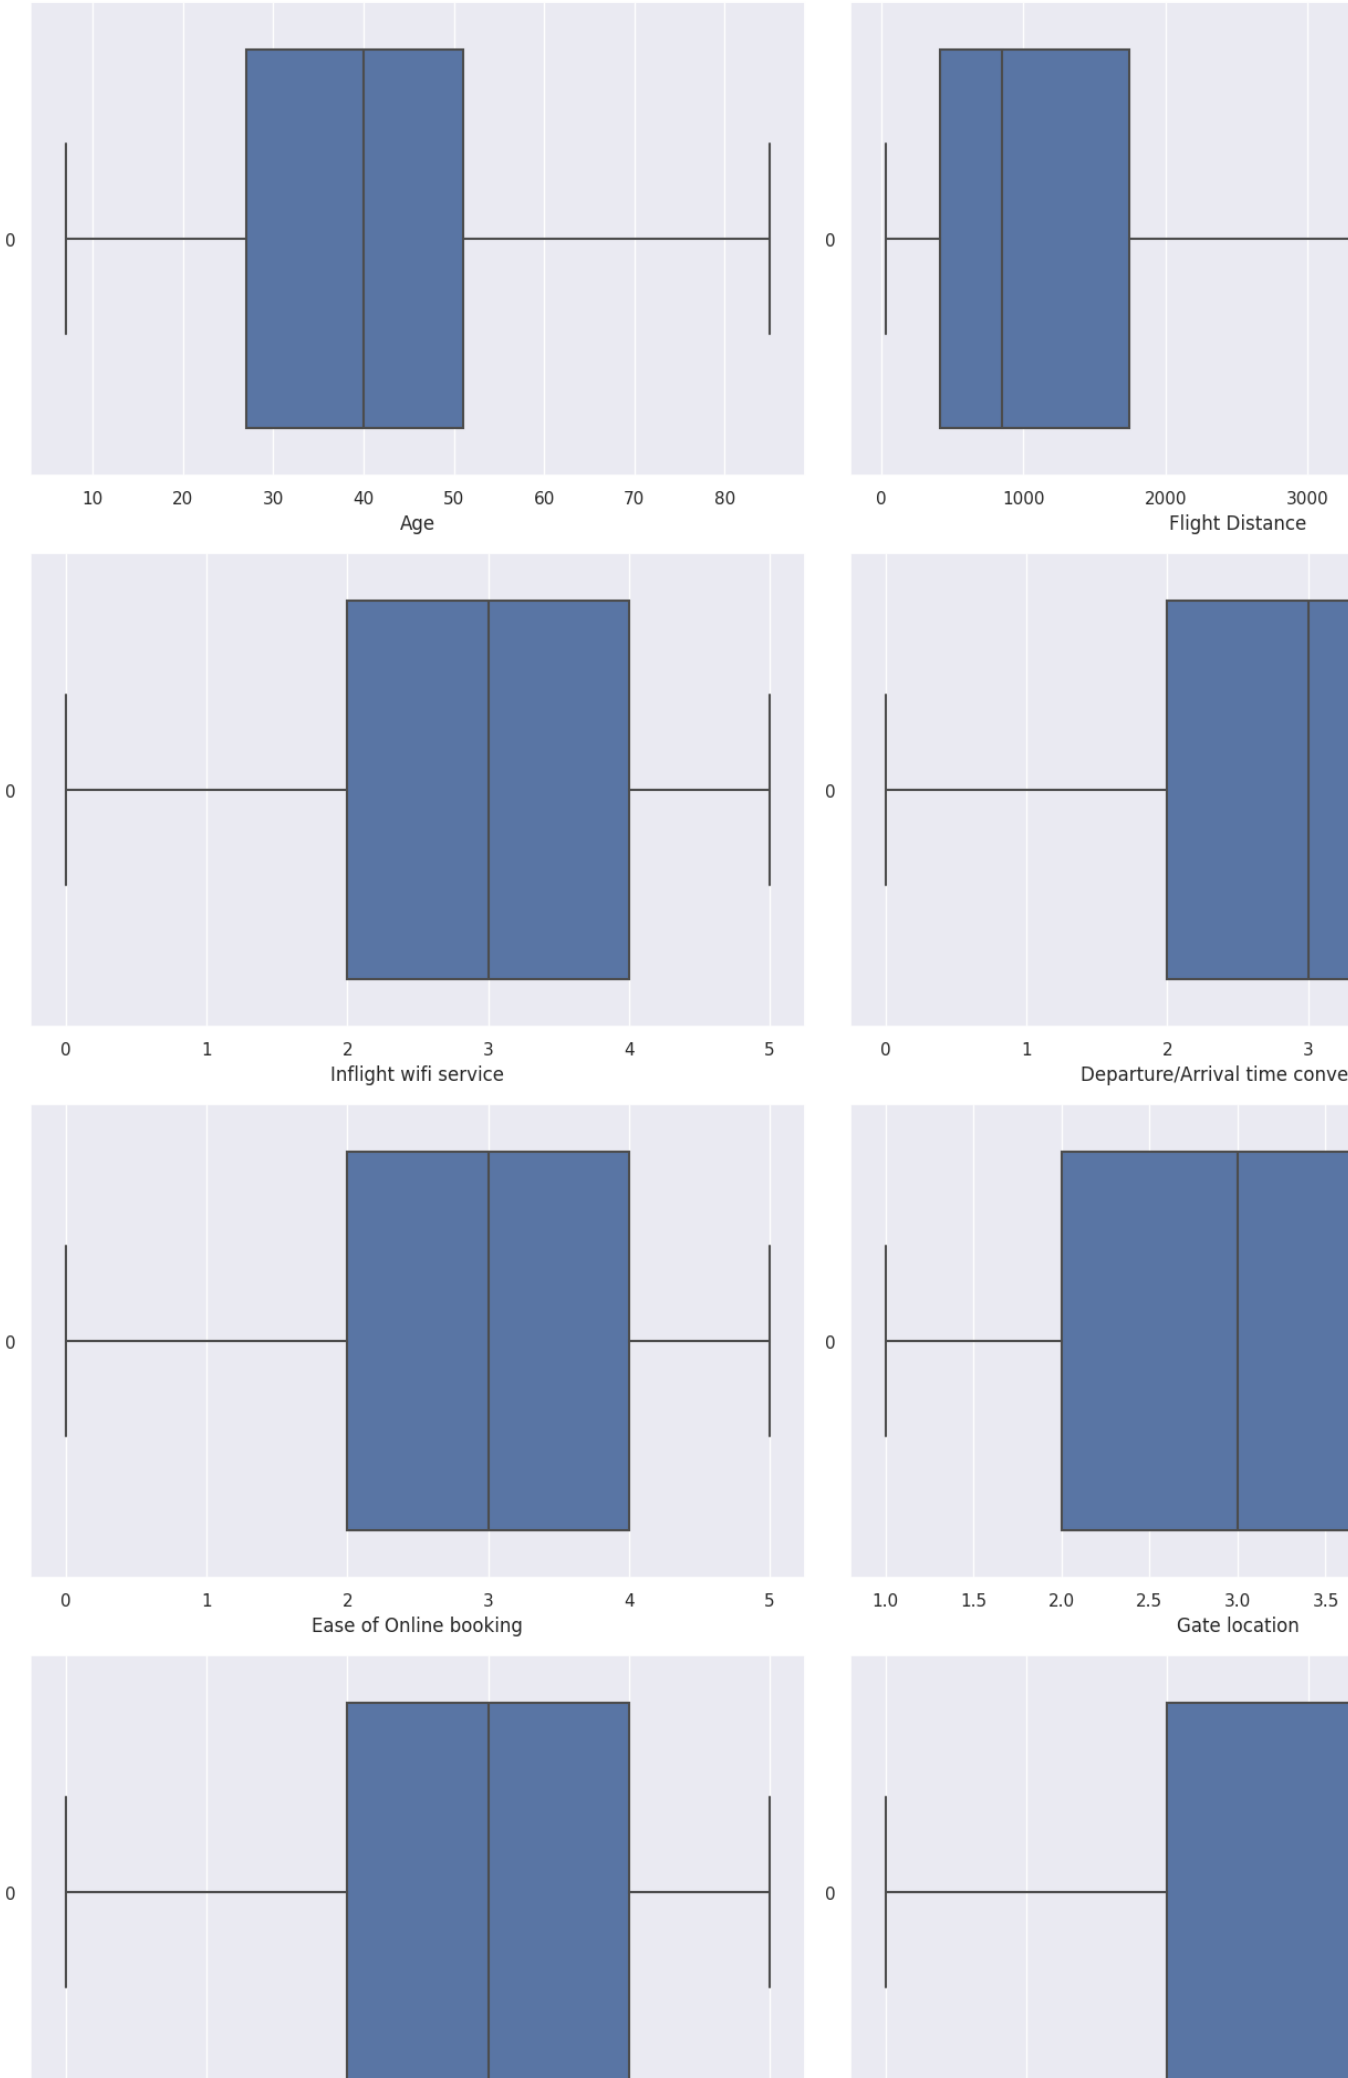 0
10 20 30 40 50 60 70 80
Age
0
0 1000 2000 3000
Flight Distance
0
0 1 2 3 4 5
Inflight wifi service
0
0 1 2 3
Departure/Arrival time conve
0
0 1 2 3 4 5
Ease of Online booking
0
1.0 1.5 2.0 2.5 3.0 3.5
Gate location
0
0